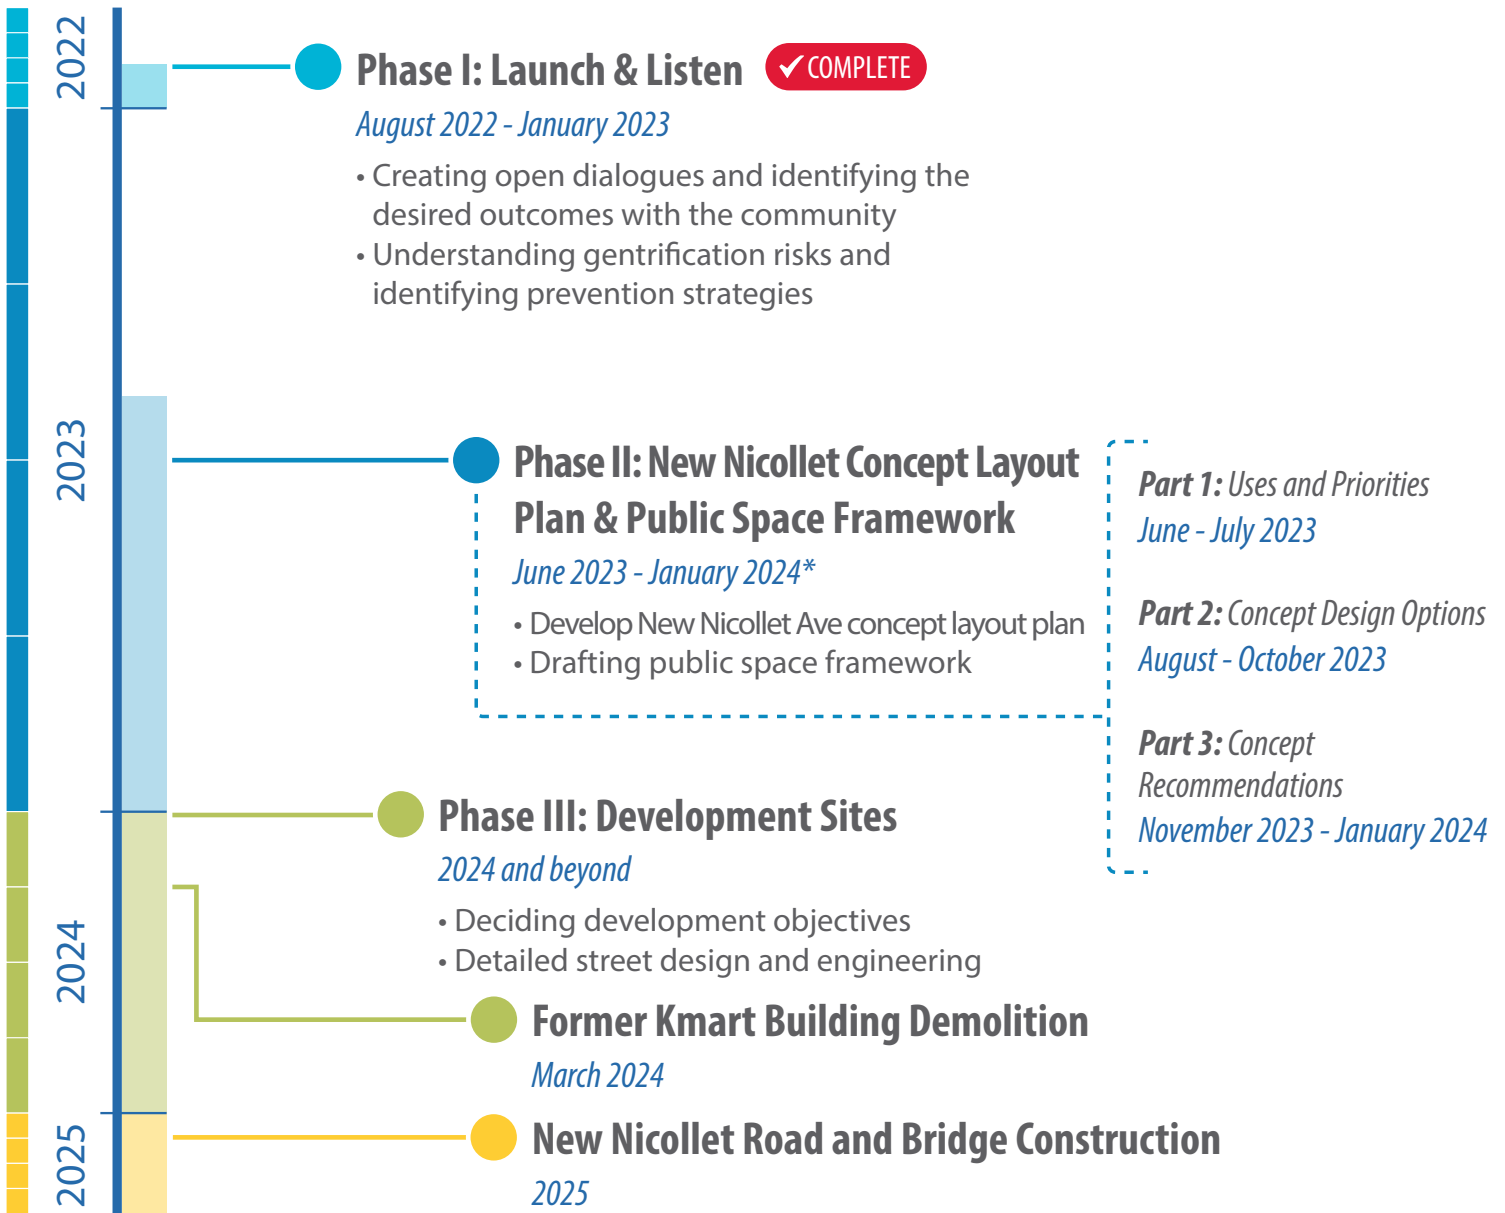 2022
Phase I: Launch & Listen
✓ COMPLETE
August 2022 - January 2023
• Creating open dialogues and identifying the
desired outcomes with the community
• Understanding gentrification risks and
identifying prevention strategies
2023
Phase II: New Nicollet Concept Layout
Plan & Public Space Framework
June 2023 - January 2024*
• Develop New Nicollet Ave concept layout plan
• Drafting public space framework
Part 1: Uses and Priorities
June - July 2023
Part 2: Concept Design Options
August - October 2023
Part 3: Concept
Recommendations
November 2023 - January 2024
2024
Phase III: Development Sites
2024 and beyond
• Deciding development objectives
• Detailed street design and engineering
Former Kmart Building Demolition
March 2024
2025
New Nicollet Road and Bridge Construction
2025